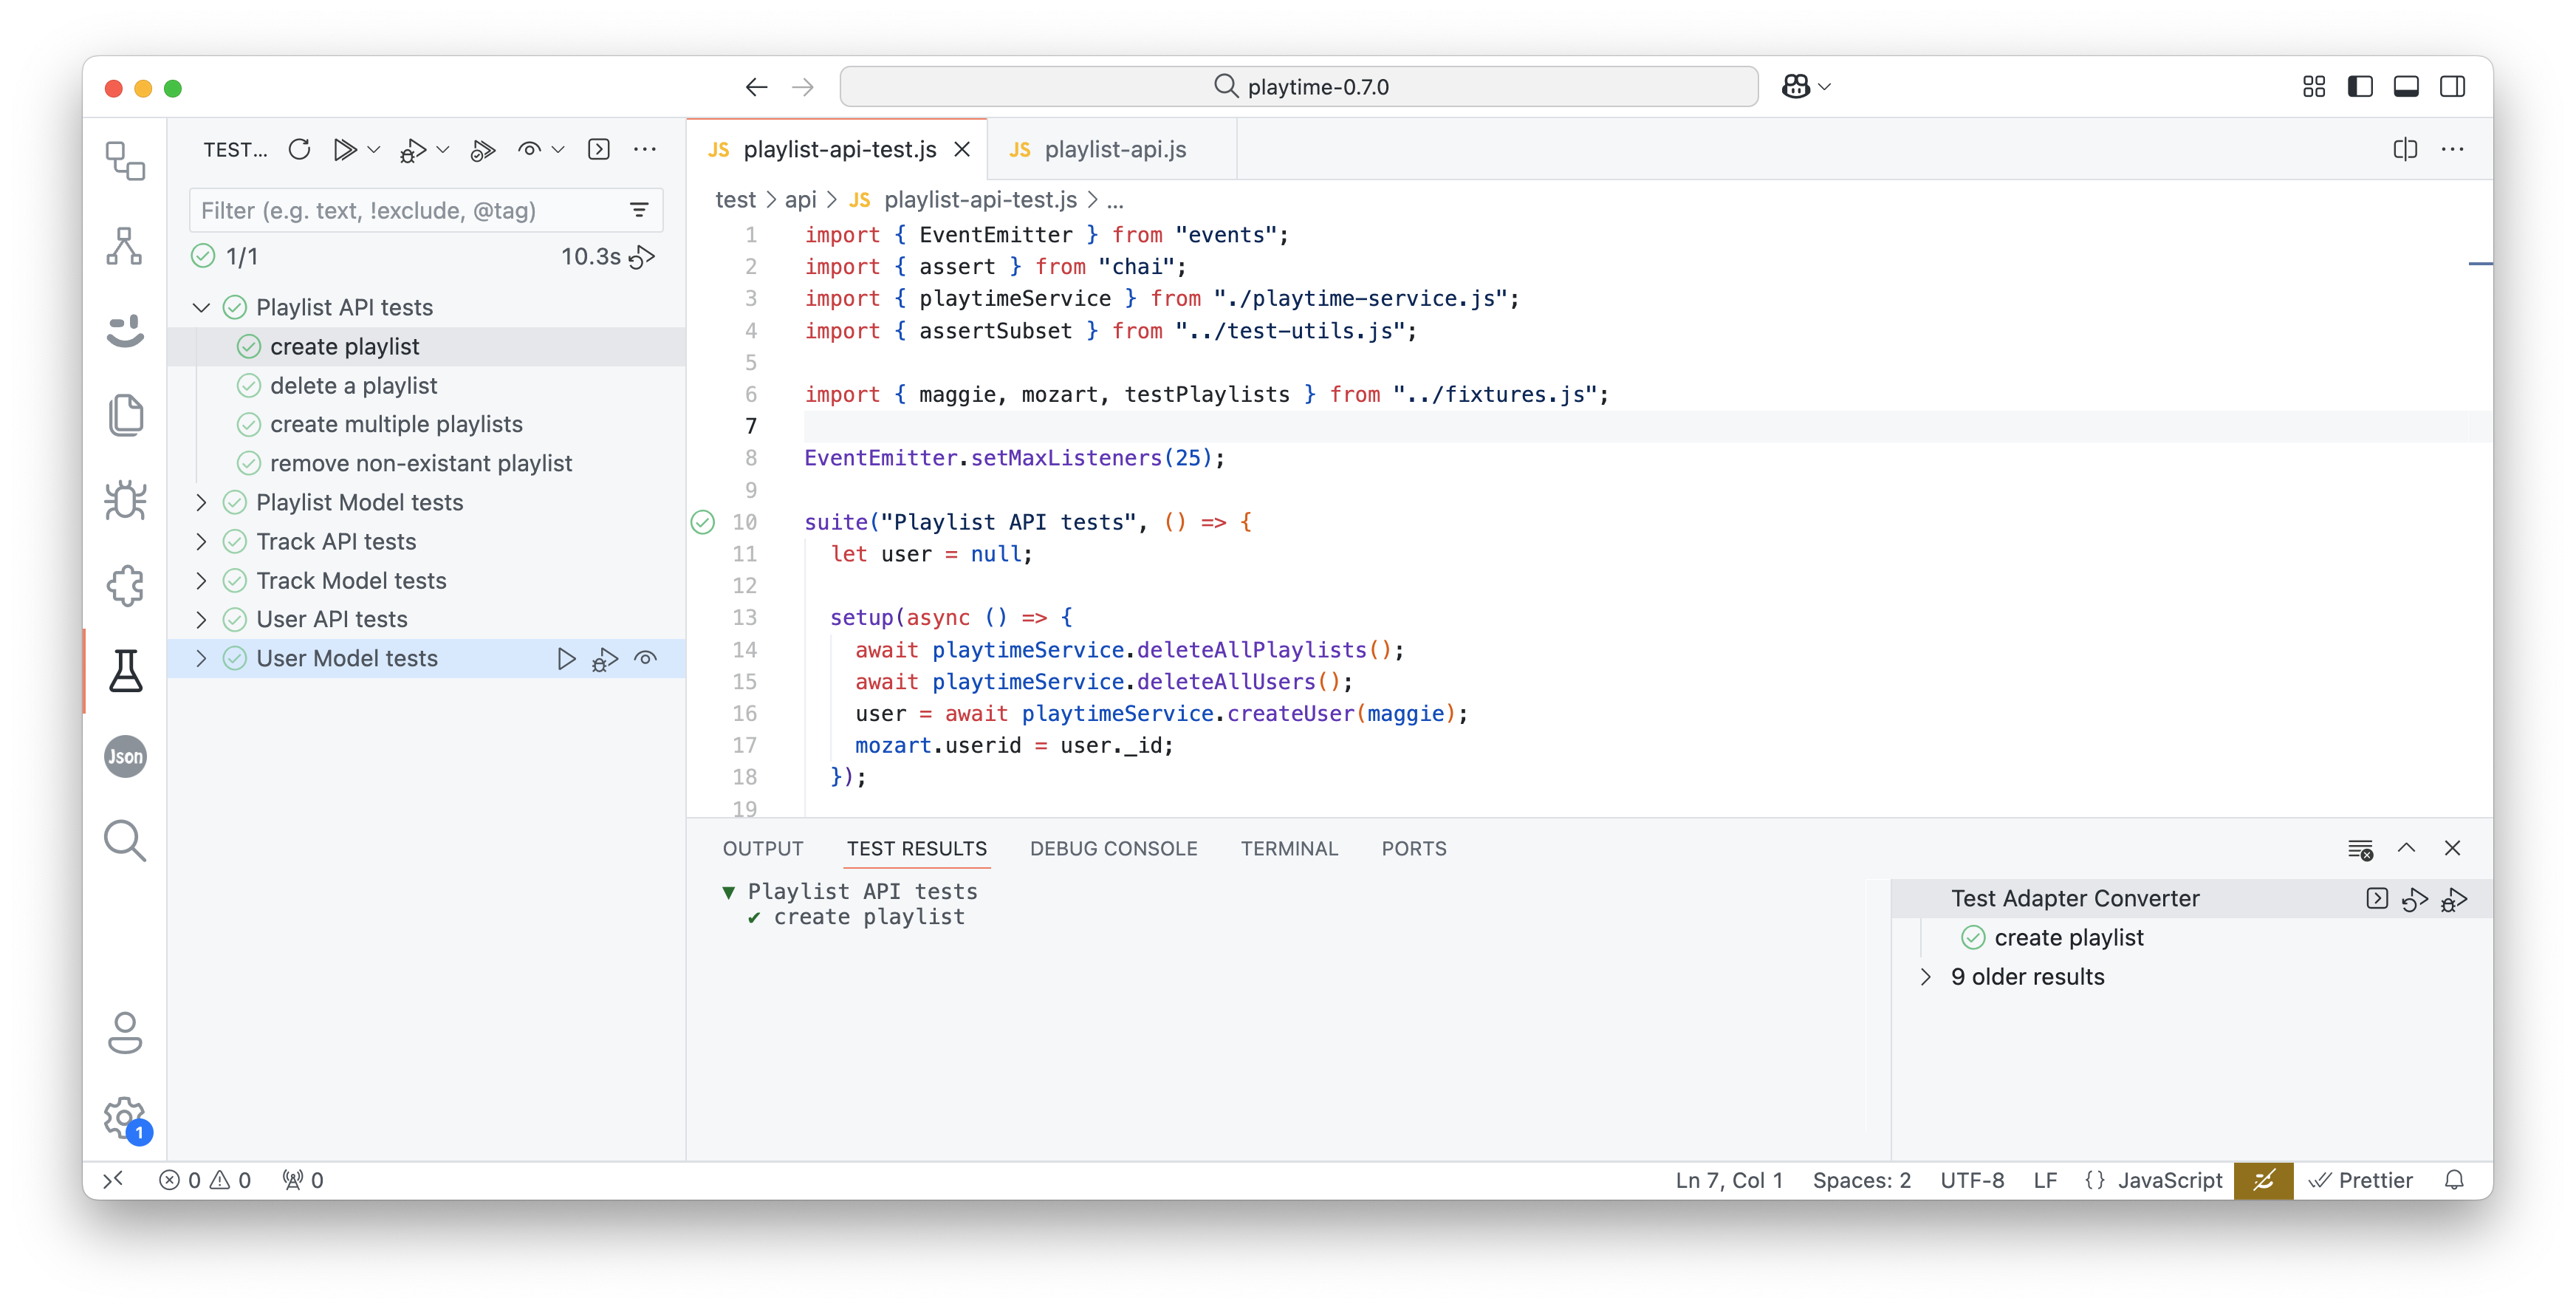 playtime-0.7.0
TEST...
Filter (e.g. text, !exclude, @tag)
1/1
10.3s
Playlist API tests
create playlist
delete a playlist
create multiple playlists
remove non-existant playlist
Playlist Model tests
Track API tests
Track Model tests
User API tests
User Model tests
Json
1
JS playlist-api-test.js
JS playlist-api.js
test > api > JS playlist-api-test.js > ...
1 import { EventEmitter } from "events";
2 import { assert } from "chai";
3 import { playtimeService } from "./playtime-service.js";
4 import { assertSubset } from "../test-utils.js";
5
6 import { maggie, mozart, testPlaylists } from "../fixtures.js";
7
8 EventEmitter.setMaxListeners(25);
9
10 suite("Playlist API tests", () => {
11 let user = null;
12
13 setup(async () => {
14 await playtimeService.deleteAllPlaylists();
15 await playtimeService.deleteAllUsers();
16 user = await playtimeService.createUser(maggie);
17 mozart.userid = user._id;
18 });
19
OUTPUT TEST RESULTS DEBUG CONSOLE TERMINAL PORTS
▼ Playlist API tests
✔ create playlist
Test Adapter Converter
create playlist
9 older results
0 0 0
Ln 7, Col 1 Spaces: 2 UTF-8 LF {} JavaScript Prettier